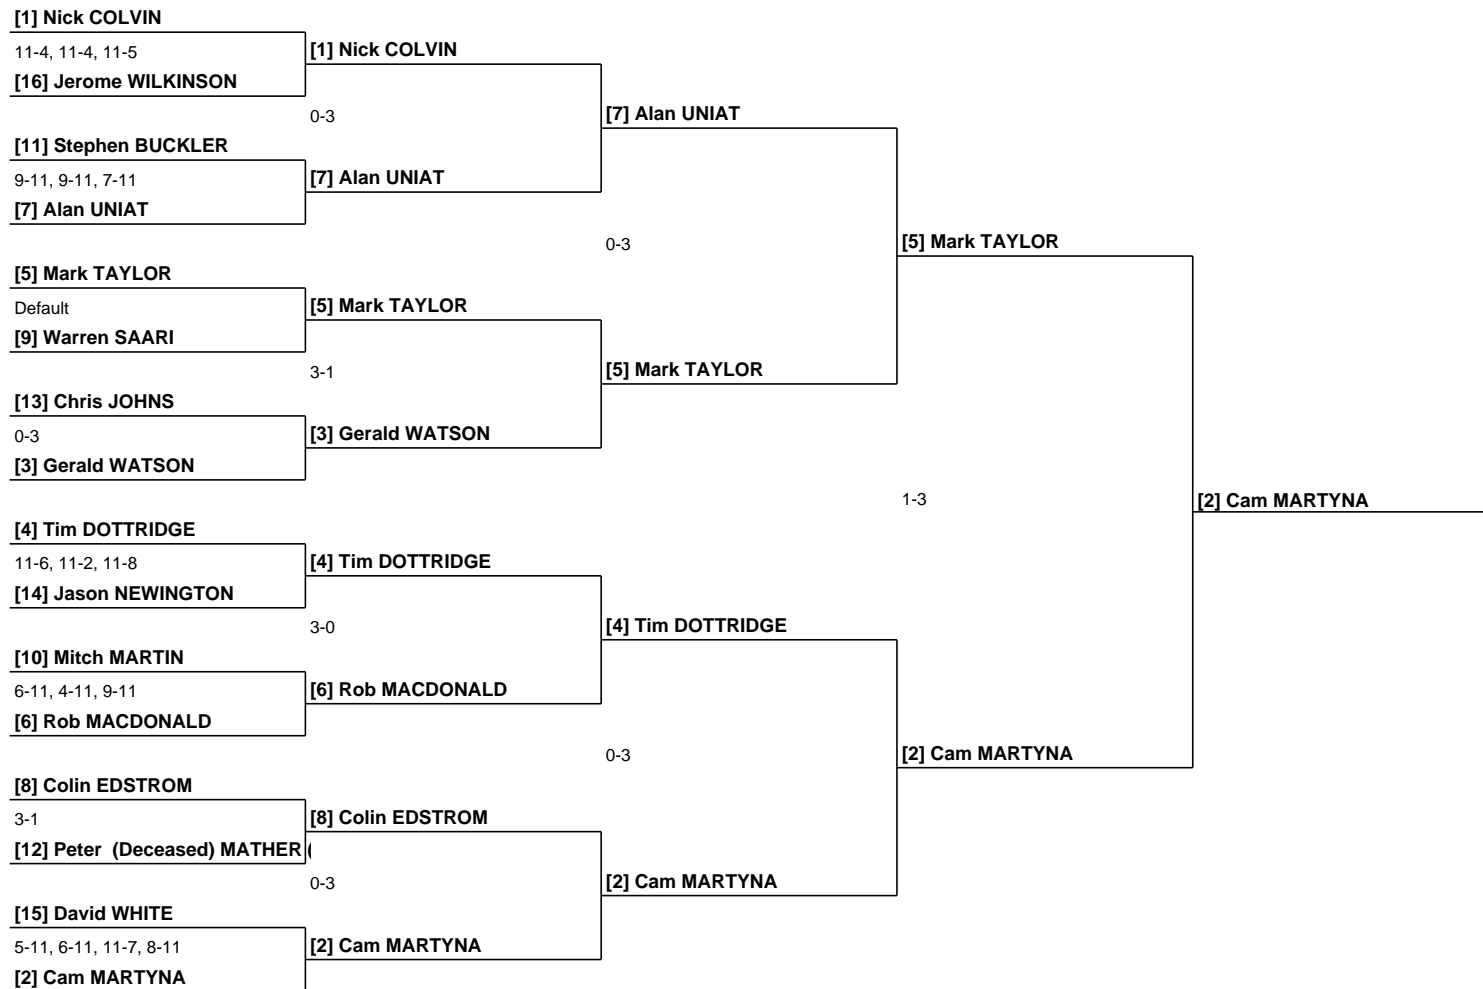 [1] Nick COLVIN
11-4, 11-4, 11-5
[16] Jerome WILKINSON
[11] Stephen BUCKLER
9-11, 9-11, 7-11
[7] Alan UNIAT
[5] Mark TAYLOR
Default
[9] Warren SAARI
[13] Chris JOHNS
0-3
[3] Gerald WATSON
[4] Tim DOTTRIDGE
11-6, 11-2, 11-8
[14] Jason NEWINGTON
[10] Mitch MARTIN
6-11, 4-11, 9-11
[6] Rob MACDONALD
[8] Colin EDSTROM
3-1
[12] Peter  (Deceased) MATHER (
[15] David WHITE
5-11, 6-11, 11-7, 8-11
[2] Cam MARTYNA
[1] Nick COLVIN
0-3
[7] Alan UNIAT
[5] Mark TAYLOR
3-1
[3] Gerald WATSON
[4] Tim DOTTRIDGE
3-0
[6] Rob MACDONALD
[8] Colin EDSTROM
0-3
[2] Cam MARTYNA
[7] Alan UNIAT
0-3
[5] Mark TAYLOR
[4] Tim DOTTRIDGE
0-3
[2] Cam MARTYNA
[5] Mark TAYLOR
1-3
[2] Cam MARTYNA
[2] Cam MARTYNA